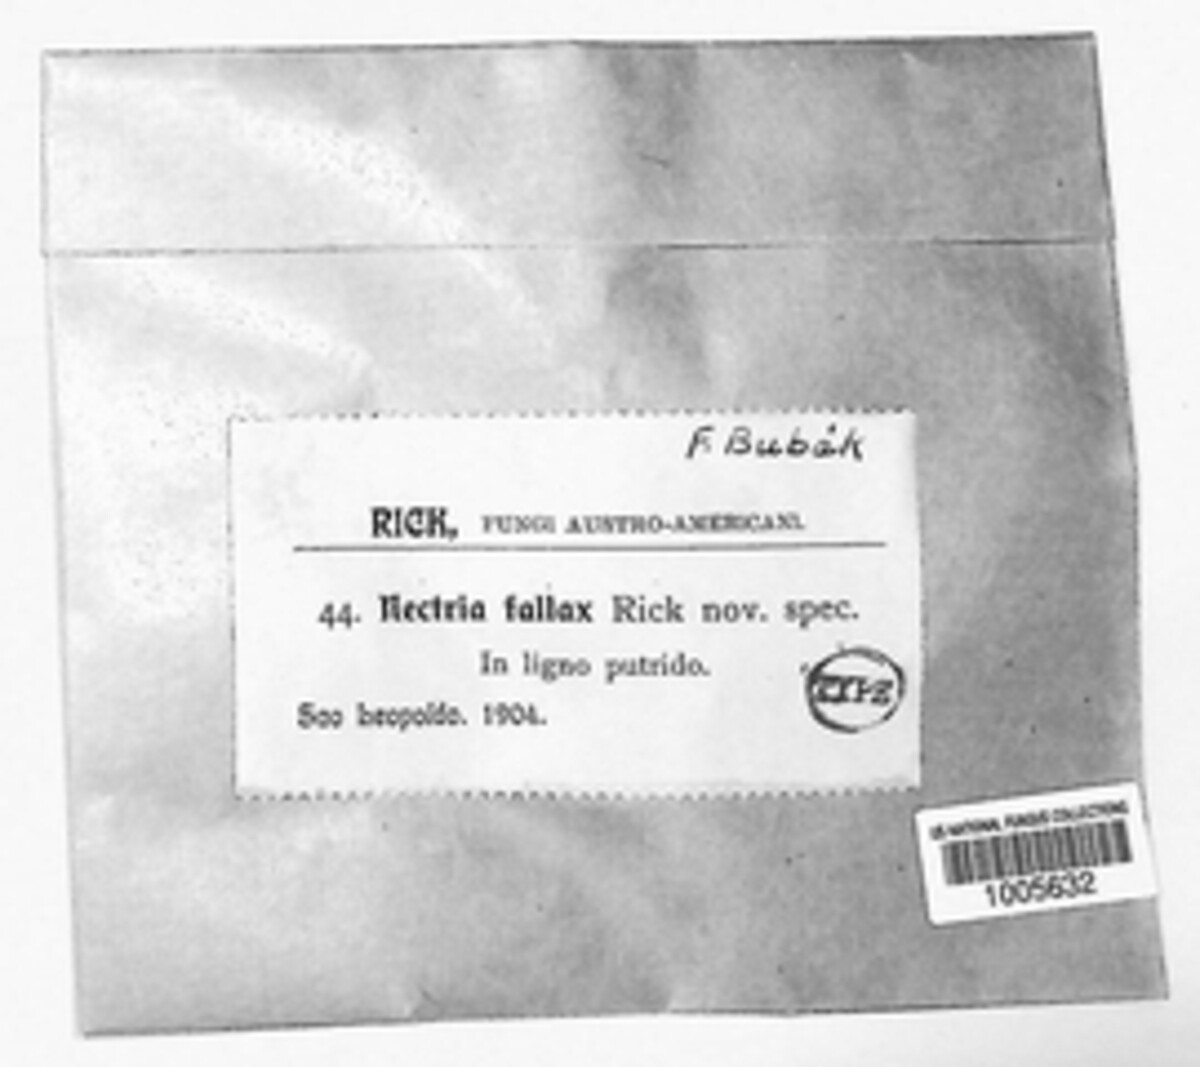 F. Bubák
RICK, FUNGI AUSTRO-AMERICANI.
44. Nectria fallax Rick nov. spec.
In ligno putrido.
Sao Leopoldo. 1904.
US NATIONAL FUNGUS COLLECTIONS
1005632